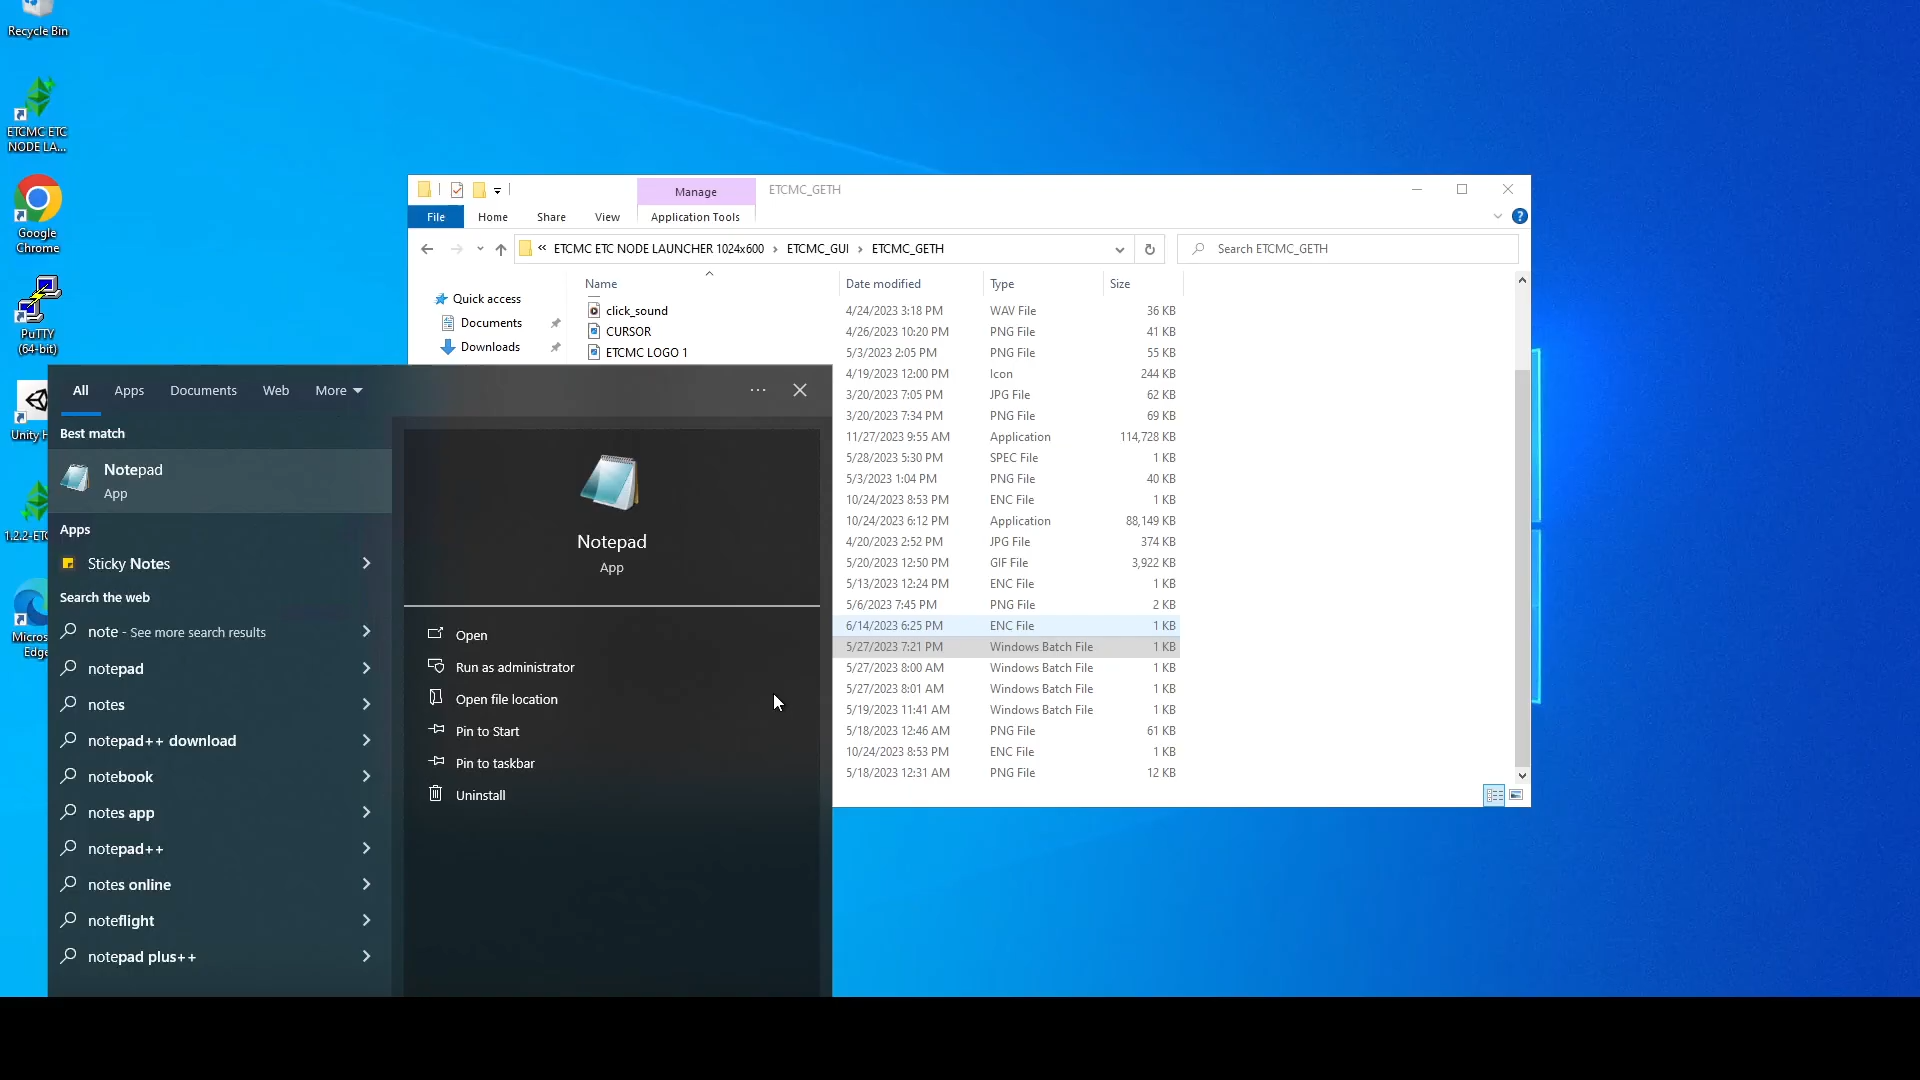 Recycle Bin
ETCMC ETC
NODE LA...
Google
Chrome
PuTTY
(64-bit)
Unity H
1.2.2-ETC
Micros
Edge
Manage
ETCMC_GETH
File
Home
Share
View
Application Tools
« ETCMC ETC NODE LAUNCHER 1024x600 › ETCMC_GUI › ETCMC_GETH
Search ETCMC_GETH
Name
Date modified
Type
Size
Quick access
Documents
Downloads
click_sound 4/24/2023 3:18 PM WAV File 36 KB
CURSOR 4/26/2023 10:20 PM PNG File 41 KB
ETCMC LOGO 1 5/3/2023 2:05 PM PNG File 55 KB
4/19/2023 12:00 PM Icon 244 KB
3/20/2023 7:05 PM JPG File 62 KB
3/20/2023 7:34 PM PNG File 69 KB
11/27/2023 9:55 AM Application 114,728 KB
5/28/2023 5:30 PM SPEC File 1 KB
5/3/2023 1:04 PM PNG File 40 KB
10/24/2023 8:53 PM ENC File 1 KB
10/24/2023 6:12 PM Application 88,149 KB
4/20/2023 2:52 PM JPG File 374 KB
5/20/2023 12:50 PM GIF File 3,922 KB
5/13/2023 12:24 PM ENC File 1 KB
5/6/2023 7:45 PM PNG File 2 KB
6/14/2023 6:25 PM ENC File 1 KB
5/27/2023 7:21 PM Windows Batch File 1 KB
5/27/2023 8:00 AM Windows Batch File 1 KB
5/27/2023 8:01 AM Windows Batch File 1 KB
5/19/2023 11:41 AM Windows Batch File 1 KB
5/18/2023 12:46 AM PNG File 61 KB
10/24/2023 8:53 PM ENC File 1 KB
5/18/2023 12:31 AM PNG File 12 KB
All
Apps
Documents
Web
More
Best match
Notepad
App
Apps
Sticky Notes
Search the web
note - See more search results
notepad
notes
notepad++ download
notebook
notes app
notepad++
notes online
noteflight
notepad plus++
Notepad
App
Open
Run as administrator
Open file location
Pin to Start
Pin to taskbar
Uninstall